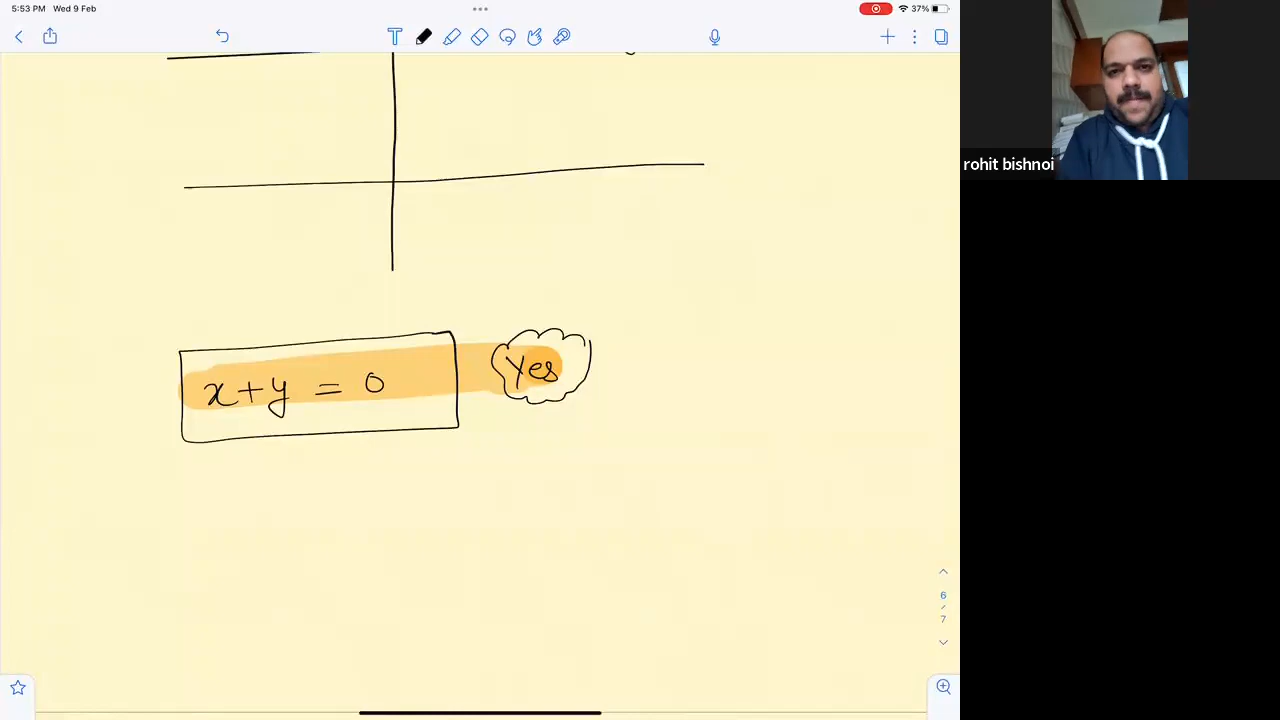 5:53 PM Wed 9 Feb
37%
T
rohit bishnoi
x+y = 0
Yes
6
/
7